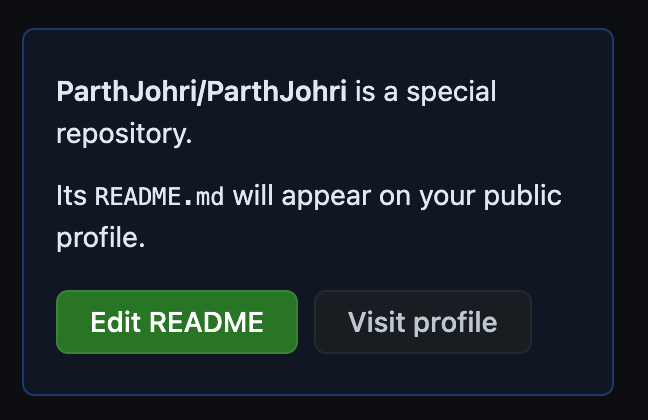 ParthJohri/ParthJohri is a special
repository.
Its README.md will appear on your public
profile.
Edit README
Visit profile